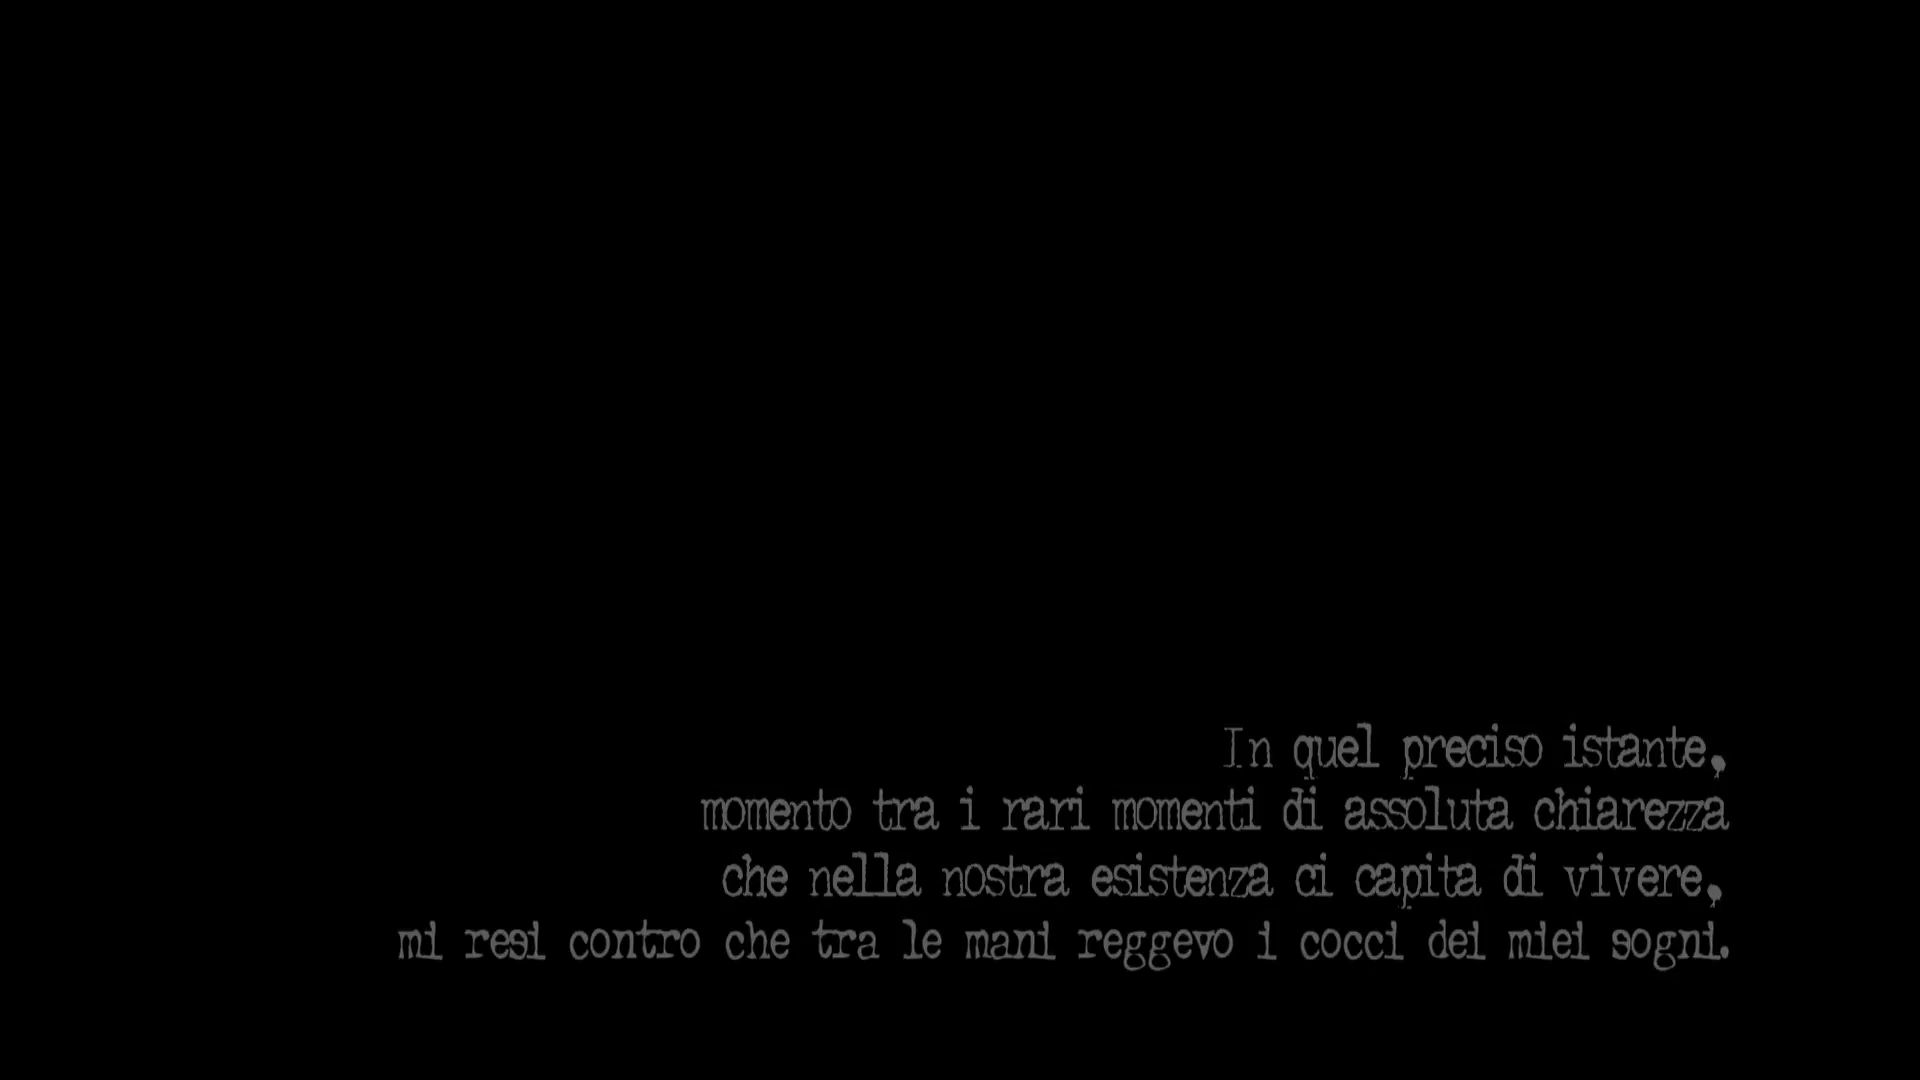 In quel preciso istante,
momento tra i rari momenti di assoluta chiarezza
che nella nostra esistenza ci capita di vivere,
mi resi contro che tra le mani reggevo i cocci dei miei sogni.